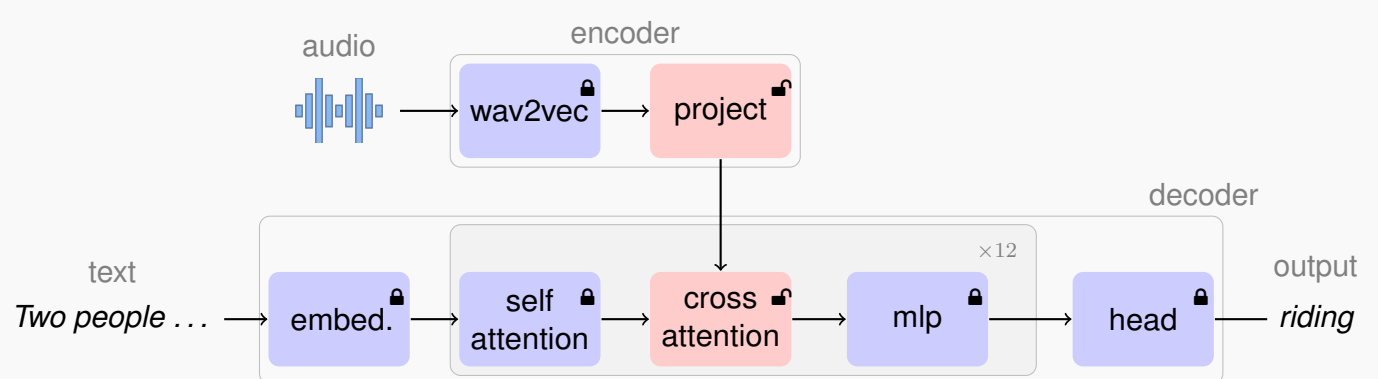 encoder
audio
wav2vec
project
decoder
×12
text
output
Two people . . .
embed.
self
attention
cross
attention
mlp
head
riding